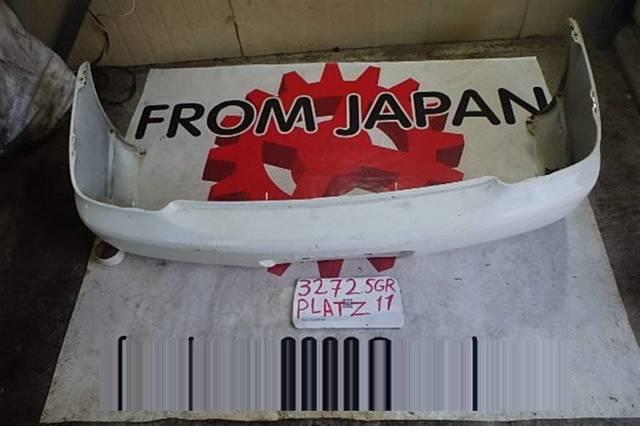 FROM JAPAN
3272 SGR
PLATZ 11